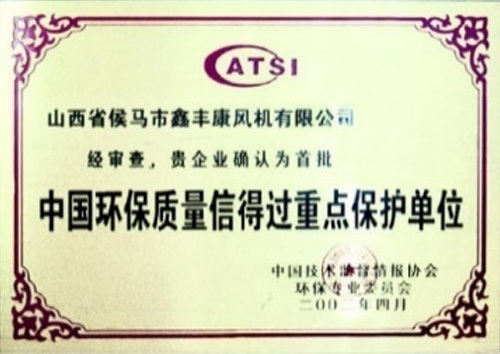 CATSI
山西省侯马市鑫丰康风机有限公司
经审查，贵企业确认为首批
中国环保质量信得过重点保护单位
中国技术监督情报协会
环保专业委员会
二00二年四月